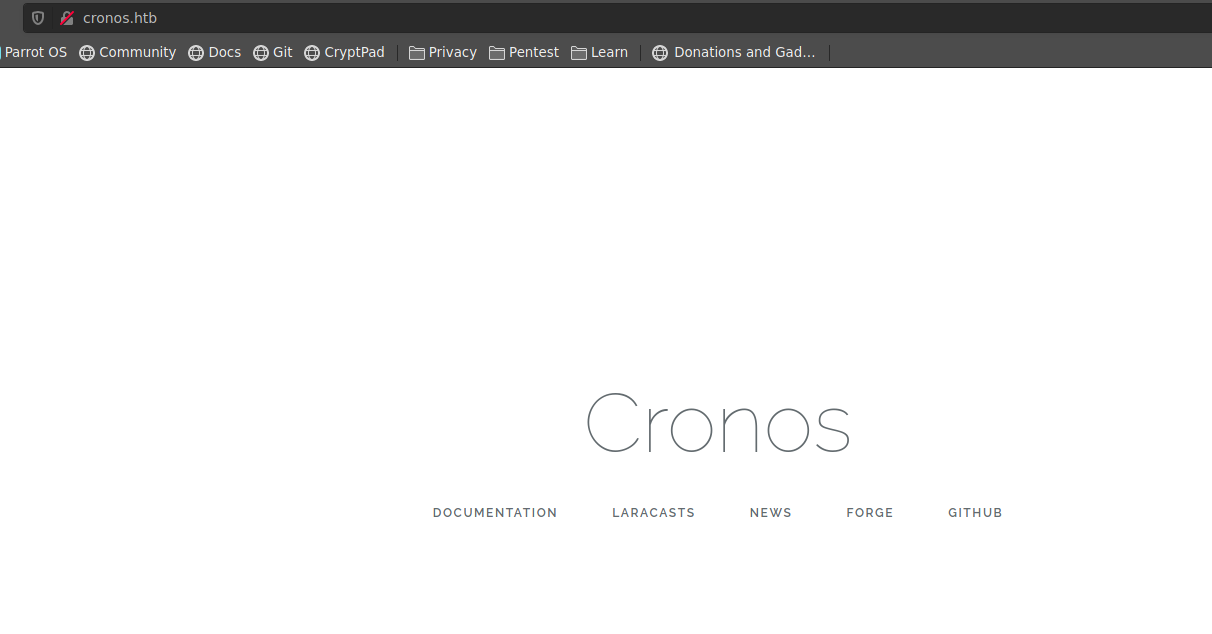 cronos.htb
Parrot OS Community Docs Git CryptPad Privacy Pentest Learn Donations and Gad...
Cronos
DOCUMENTATION LARACASTS NEWS FORGE GITHUB